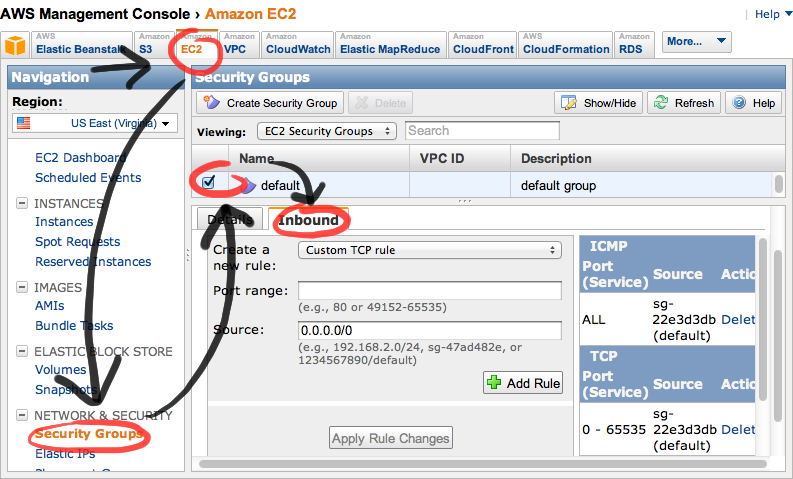 AWS Management Console › Amazon EC2
Help
AWS
Elastic Beanstalk
Amazon
S3
Amazon
EC2
Amazon
VPC
Amazon
CloudWatch
Amazon
Elastic MapReduce
Amazon
CloudFront
AWS
CloudFormation
Amazon
RDS
More...
Navigation
Region:
US East (Virginia)
EC2 Dashboard
Scheduled Events
INSTANCES
Instances
Spot Requests
Reserved Instances
IMAGES
AMIs
Bundle Tasks
ELASTIC BLOCK STORE
Volumes
Snapshots
NETWORK & SECURITY
Security Groups
Elastic IPs
Security Groups
Create Security Group
Delete
Show/Hide
Refresh
Help
Viewing:
EC2 Security Groups
Search
Name
VPC ID
Description
default
default group
Details
Inbound
Create a
new rule:
Custom TCP rule
Port range:
(e.g., 80 or 49152-65535)
Source:
0.0.0.0/0
(e.g., 192.168.2.0/24, sg-47ad482e, or
1234567890/default)
Add Rule
Apply Rule Changes
ICMP
Port
(Service)
Source
Actio
ALL
sg-
22e3d3db
(default)
Delet
TCP
Port
(Service)
Source
Actio
0 - 65535
sg-
22e3d3db
(default)
Delet